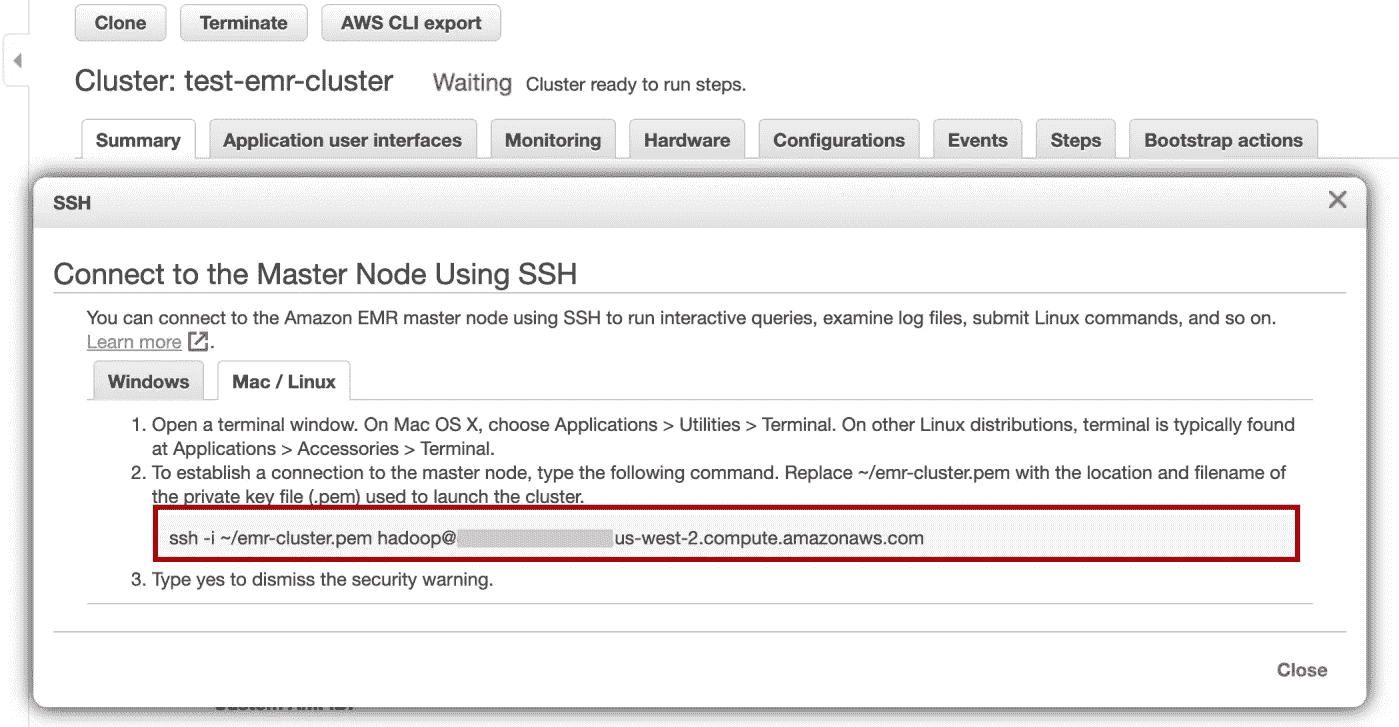 Clone Terminate AWS CLI export
Cluster: test-emr-cluster Waiting Cluster ready to run steps.
Summary Application user interfaces Monitoring Hardware Configurations Events Steps Bootstrap actions
SSH
Connect to the Master Node Using SSH
You can connect to the Amazon EMR master node using SSH to run interactive queries, examine log files, submit Linux commands, and so on.
Learn more .
Windows Mac / Linux
1. Open a terminal window. On Mac OS X, choose Applications > Utilities > Terminal. On other Linux distributions, terminal is typically found
at Applications > Accessories > Terminal.
2. To establish a connection to the master node, type the following command. Replace ~/emr-cluster.pem with the location and filename of
the private key file (.pem) used to launch the cluster.
ssh -i ~/emr-cluster.pem hadoop@ us-west-2.compute.amazonaws.com
3. Type yes to dismiss the security warning.
Close